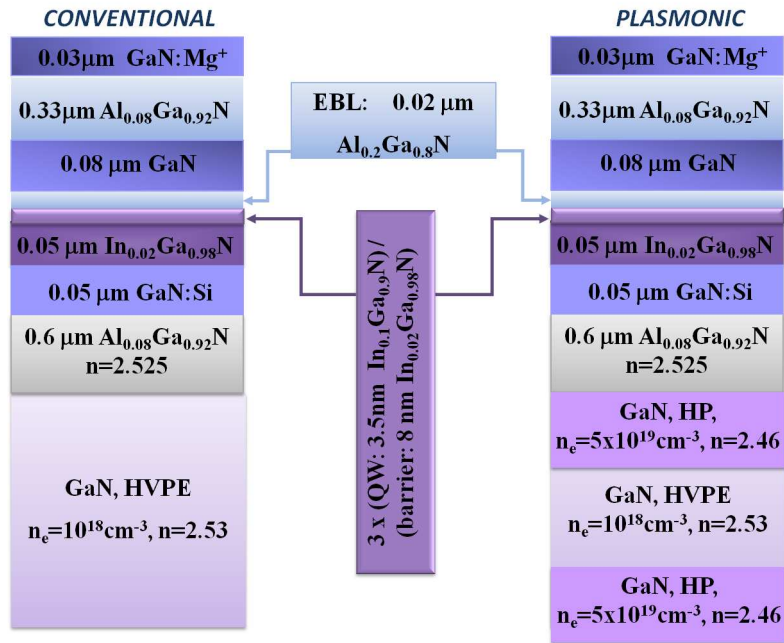 CONVENTIONAL
0.03μm GaN:Mg⁺
0.33μm Al₀.₀₈Ga₀.₉₂N
0.08 μm GaN
0.05 μm In₀.₀₂Ga₀.₉₈N
0.05 μm GaN:Si
0.6 μm Al₀.₀₈Ga₀.₉₂N
n=2.525
GaN, HVPE
nₑ=10¹⁸cm⁻³, n=2.53
EBL: 0.02 μm
Al₀.₂Ga₀.₈N
3 x (QW: 3.5nm In₀.₁Ga₀.₉N) /
(barrier: 8 nm In₀.₀₂Ga₀.₉₈N)
PLASMONIC
0.03μm GaN:Mg⁺
0.33μm Al₀.₀₈Ga₀.₉₂N
0.08 μm GaN
0.05 μm In₀.₀₂Ga₀.₉₈N
0.05 μm GaN:Si
0.6 μm Al₀.₀₈Ga₀.₉₂N
n=2.525
GaN, HP,
nₑ=5x10¹⁹cm⁻³, n=2.46
GaN, HVPE
nₑ=10¹⁸cm⁻³, n=2.53
GaN, HP,
nₑ=5x10¹⁹cm⁻³, n=2.46